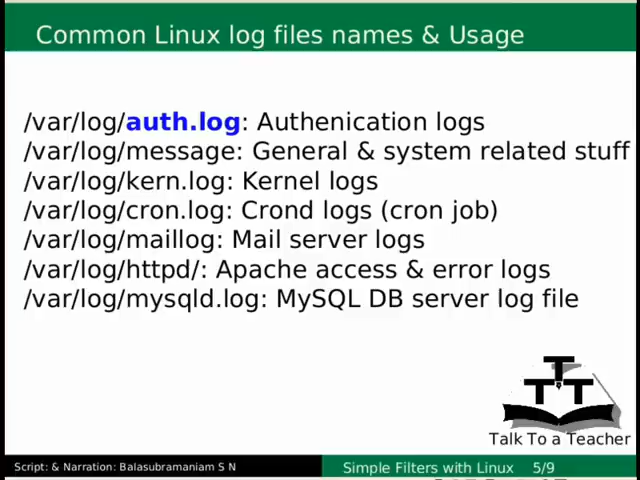 Common Linux log files names & Usage
/var/log/auth.log: Authenication logs
/var/log/message: General & system related stuff
/var/log/kern.log: Kernel logs
/var/log/cron.log: Crond logs (cron job)
/var/log/maillog: Mail server logs
/var/log/httpd/: Apache access & error logs
/var/log/mysqld.log: MySQL DB server log file
T
T T
Talk To a Teacher
Script: & Narration: Balasubramaniam S N
Simple Filters with Linux 5/9